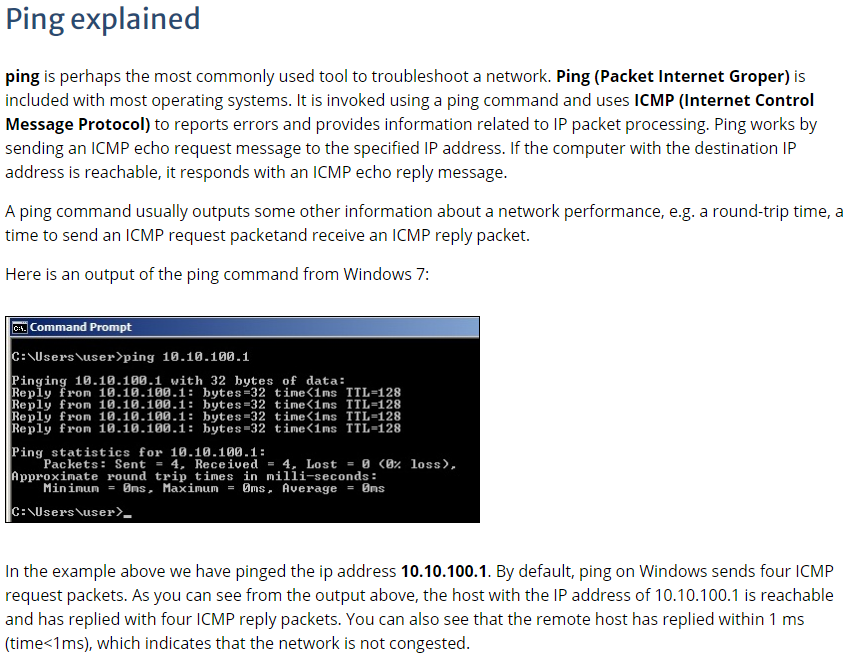 Ping explained
ping is perhaps the most commonly used tool to troubleshoot a network. Ping (Packet Internet Groper) is
included with most operating systems. It is invoked using a ping command and uses ICMP (Internet Control
Message Protocol) to reports errors and provides information related to IP packet processing. Ping works by
sending an ICMP echo request message to the specified IP address. If the computer with the destination IP
address is reachable, it responds with an ICMP echo reply message.
A ping command usually outputs some other information about a network performance, e.g. a round-trip time, a
time to send an ICMP request packetand receive an ICMP reply packet.
Here is an output of the ping command from Windows 7:
C:\. Command Prompt
C:\Users\user>ping 10.10.100.1
Pinging 10.10.100.1 with 32 bytes of data:
Reply from 10.10.100.1: bytes=32 time<1ms TTL=128
Reply from 10.10.100.1: bytes=32 time<1ms TTL=128
Reply from 10.10.100.1: bytes=32 time<1ms TTL=128
Reply from 10.10.100.1: bytes=32 time<1ms TTL=128
Ping statistics for 10.10.100.1:
Packets: Sent = 4, Received = 4, Lost = 0 (0% loss),
Approximate round trip times in milli-seconds:
Minimum = 0ms, Maximum = 0ms, Average = 0ms
C:\Users\user>_
In the example above we have pinged the ip address 10.10.100.1. By default, ping on Windows sends four ICMP
request packets. As you can see from the output above, the host with the IP address of 10.10.100.1 is reachable
and has replied with four ICMP reply packets. You can also see that the remote host has replied within 1 ms
(time<1ms), which indicates that the network is not congested.